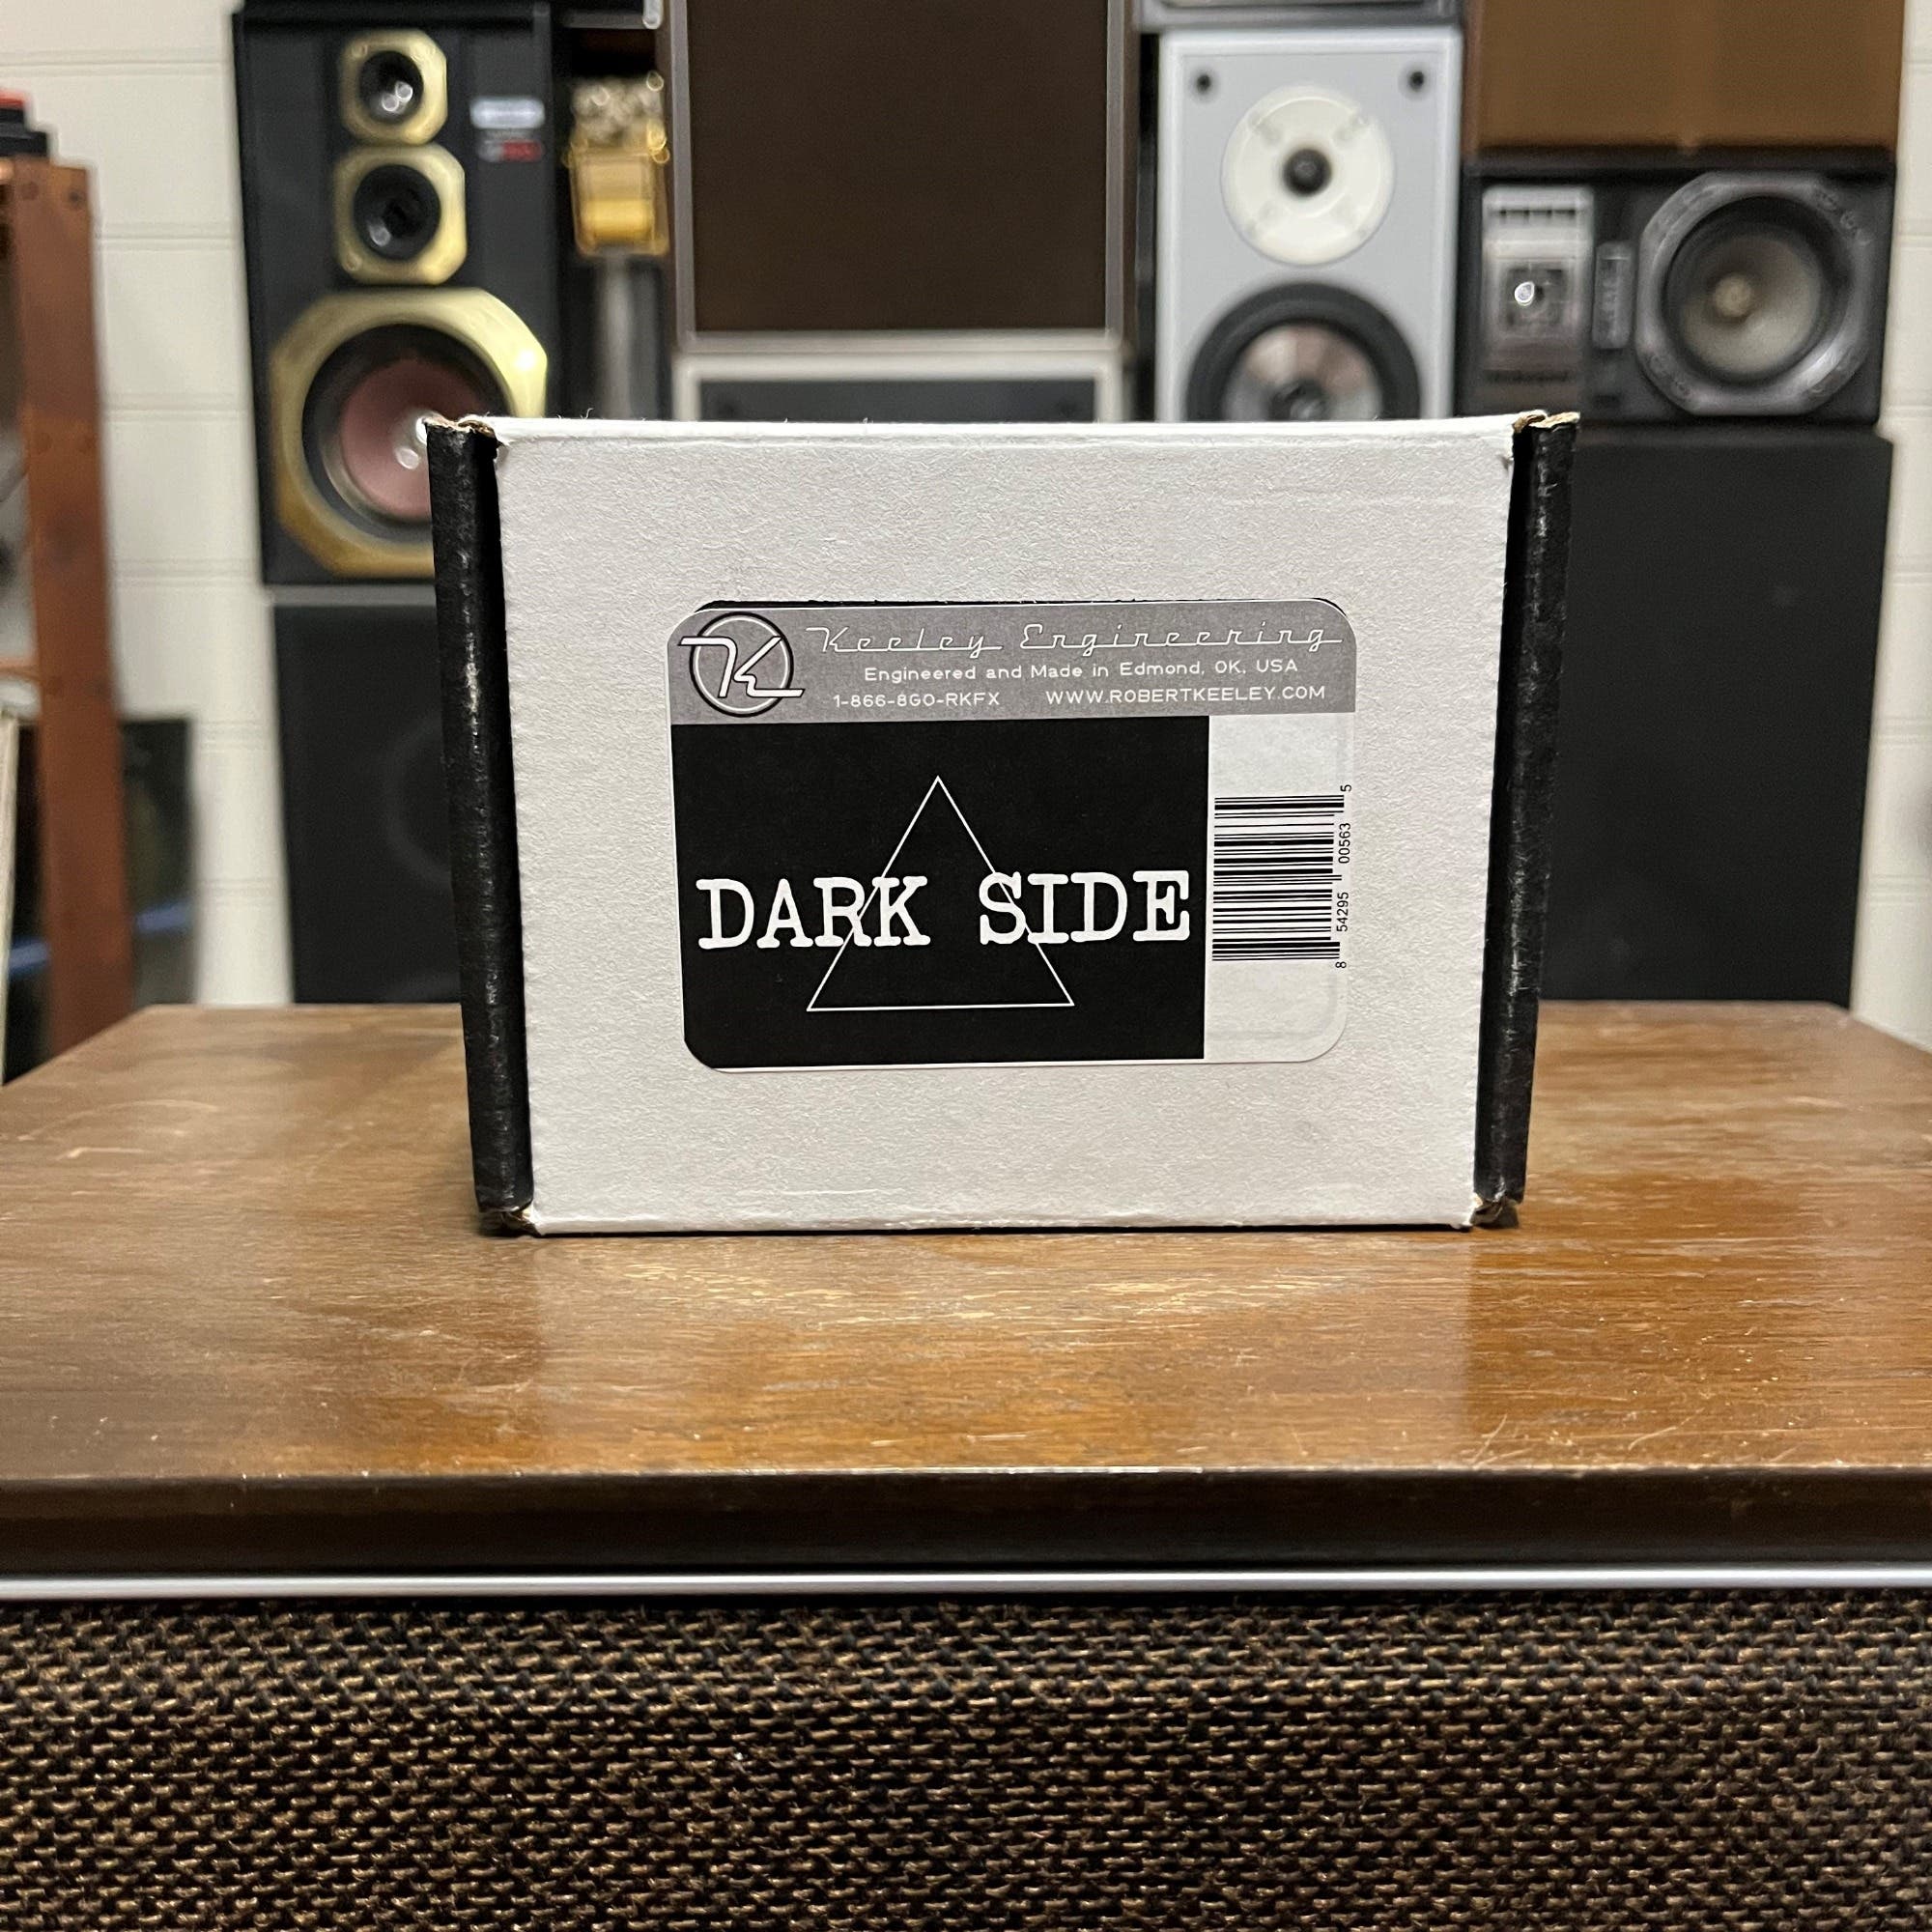 K Keeley Engineering
Engineered and Made in Edmond, OK, USA
1-866-8GO-RKFX WWW.ROBERTKEELEY.COM
DARK SIDE
8 54295 00563 5